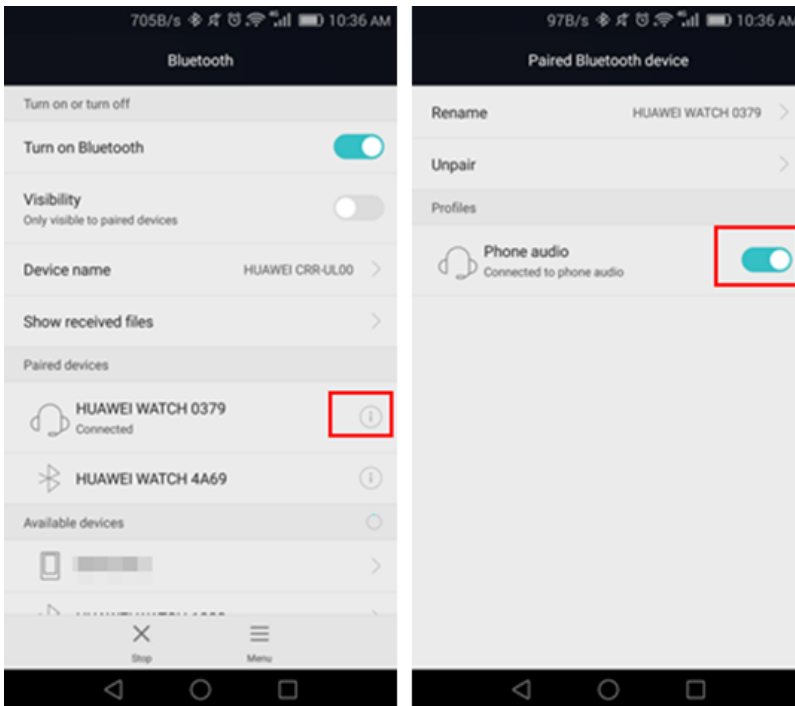 705B/s 4G 10:36 AM
Bluetooth
Turn on or turn off
Turn on Bluetooth
Visibility
Only visible to paired devices
Device name HUAWEI CRR-UL00
Show received files
Paired devices
HUAWEI WATCH 0379
Connected
HUAWEI WATCH 4A69
Available devices
Stop Menu
97B/s 4G 10:36 AM
Paired Bluetooth device
Rename HUAWEI WATCH 0379
Unpair
Profiles
Phone audio
Connected to phone audio